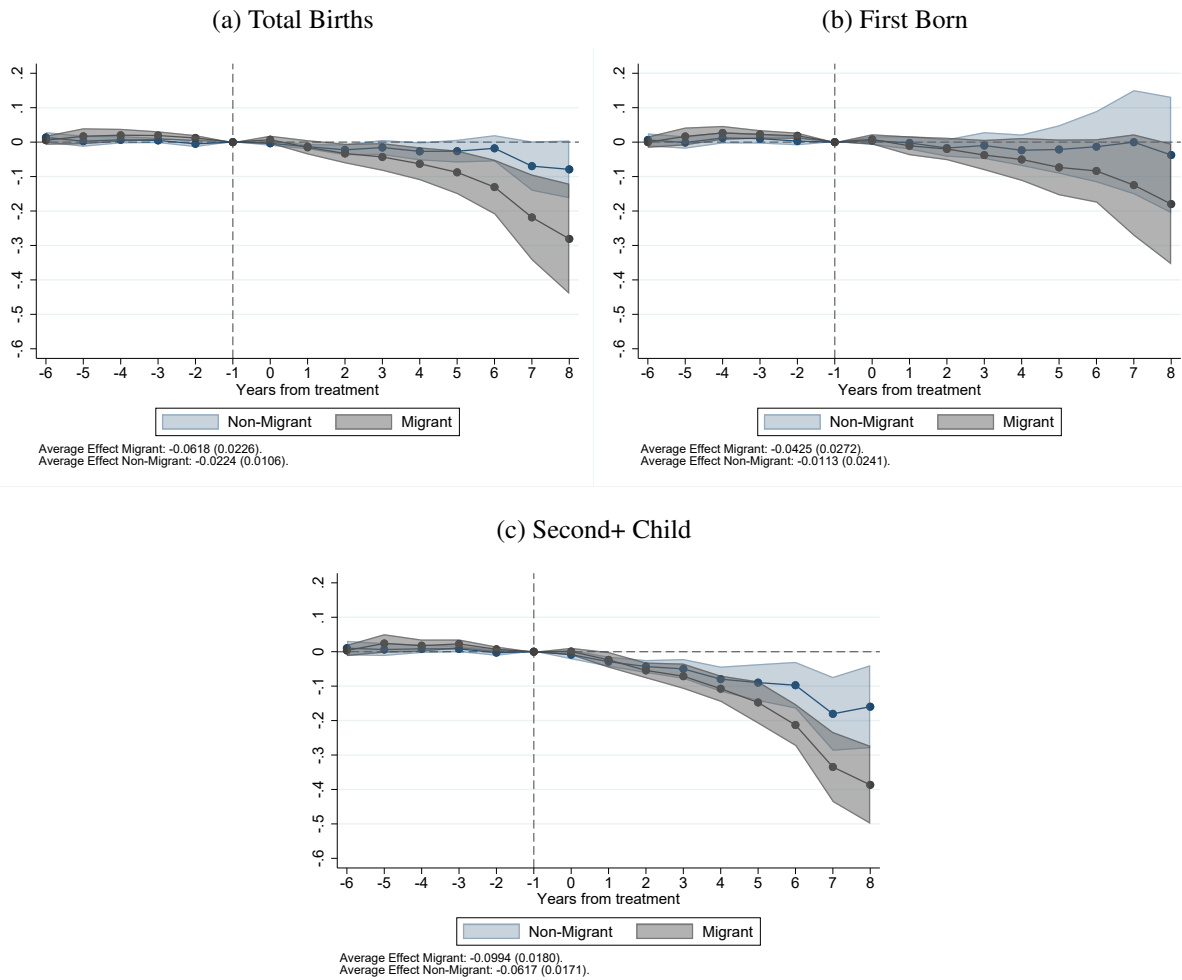 (a) Total Births
.2
.1
0
-.1
-.2
-.3
-.4
-.5
-.6
-6 -5 -4 -3 -2 -1 0 1 2 3 4 5 6 7 8
Years from treatment
Non-Migrant Migrant
Average Effect Migrant: -0.0618 (0.0226).
Average Effect Non-Migrant: -0.0224 (0.0106).
(b) First Born
.2
.1
0
-.1
-.2
-.3
-.4
-.5
-.6
-6 -5 -4 -3 -2 -1 0 1 2 3 4 5 6 7 8
Years from treatment
Non-Migrant Migrant
Average Effect Migrant: -0.0425 (0.0272).
Average Effect Non-Migrant: -0.0113 (0.0241).
(c) Second+ Child
.2
.1
0
-.1
-.2
-.3
-.4
-.5
-.6
-6 -5 -4 -3 -2 -1 0 1 2 3 4 5 6 7 8
Years from treatment
Non-Migrant Migrant
Average Effect Migrant: -0.0994 (0.0180).
Average Effect Non-Migrant: -0.0617 (0.0171).